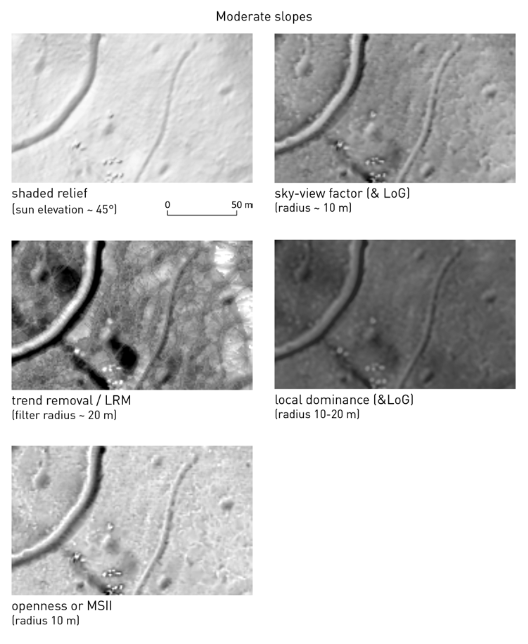 Moderate slopes
shaded relief
(sun elevation ~ 45°)
0 50 m
sky-view factor (& LoG)
(radius ~ 10 m)
trend removal / LRM
(filter radius ~ 20 m)
local dominance (&LoG)
(radius 10-20 m)
openness or MSII
(radius 10 m)